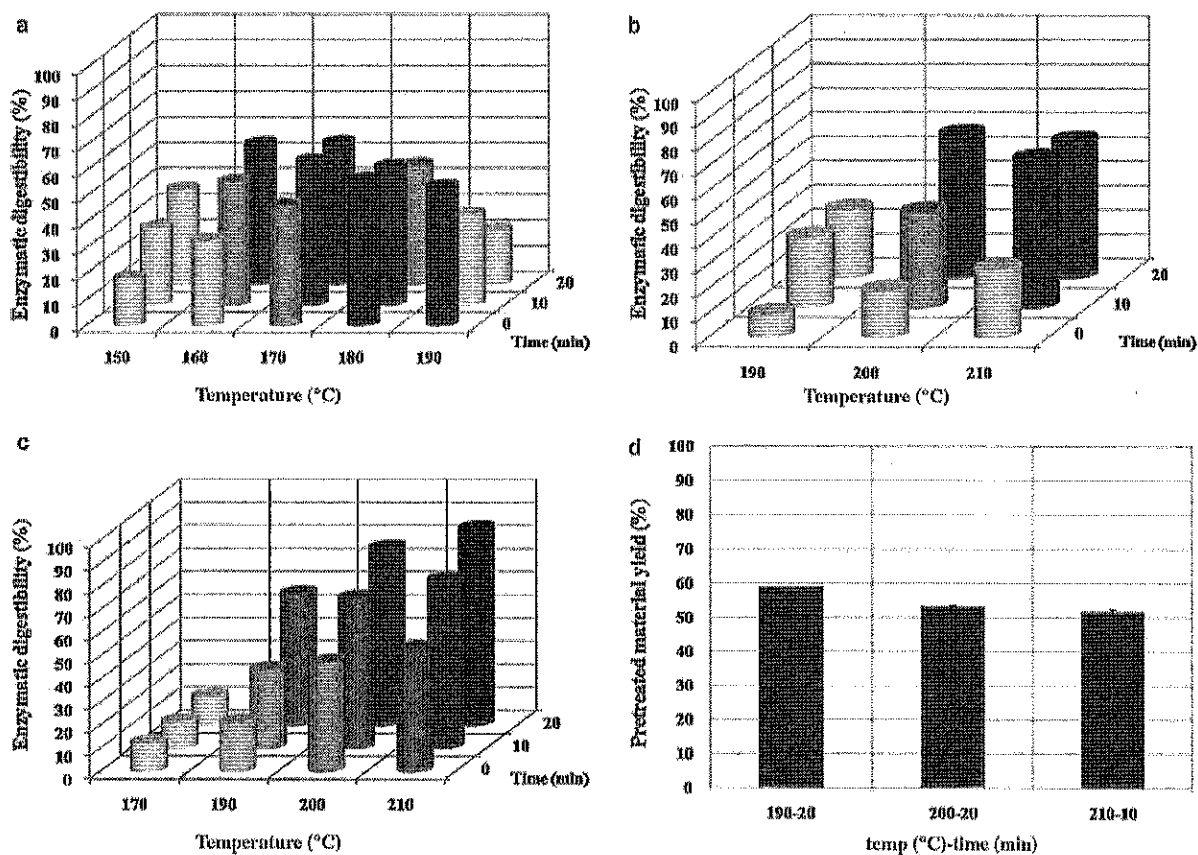 a
100
90
80
70
60
50
40
30
20
10
0
Enzymatic digestibility (%)
150 160 170 180 190
Temperature (°C)
0
10
20
Time (min)
b
100
90
80
70
60
50
40
30
20
10
0
Enzymatic digestibility (%)
190 200 210
Temperature (°C)
0
10
20
Time (min)
c
100
90
80
70
60
50
40
30
20
10
0
Enzymatic digestibility (%)
170 190 200 210
Temperature (°C)
0
10
20
Time (min)
d
100
90
80
70
60
50
40
30
20
10
0
Pretreated material yield (%)
190-20 200-20 210-10
temp (°C)-time (min)